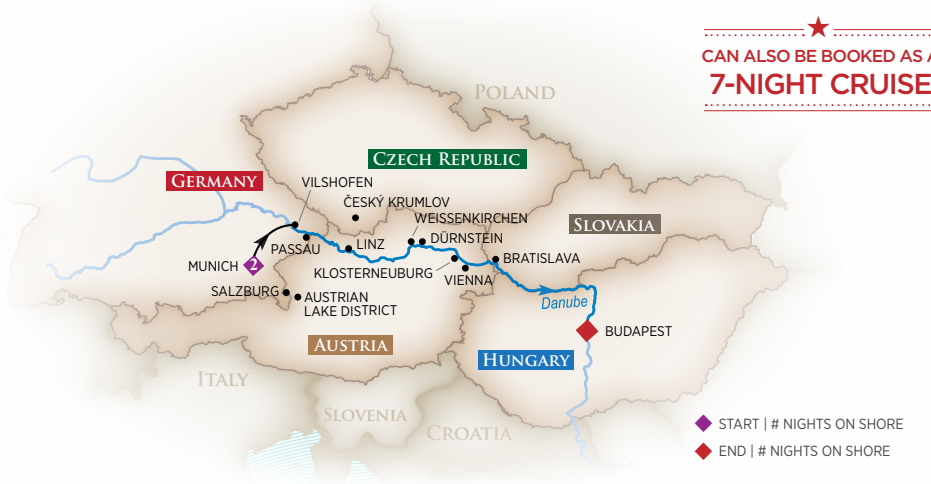 ★
CAN ALSO BE BOOKED AS A
7-NIGHT CRUISE
POLAND
CZECH REPUBLIC
GERMANY
VILSHOFEN
ČESKÝ KRUMLOV
WEISSENKIRCHEN
SLOVAKIA
PASSAU
LINZ
DÜRNSTEIN
MUNICH 2
KLOSTERNEUBURG
BRATISLAVA
VIENNA
SALZBURG
AUSTRIAN
LAKE DISTRICT
Danube
BUDAPEST
AUSTRIA
HUNGARY
ITALY
SLOVENIA
CROATIA
START | # NIGHTS ON SHORE
END | # NIGHTS ON SHORE